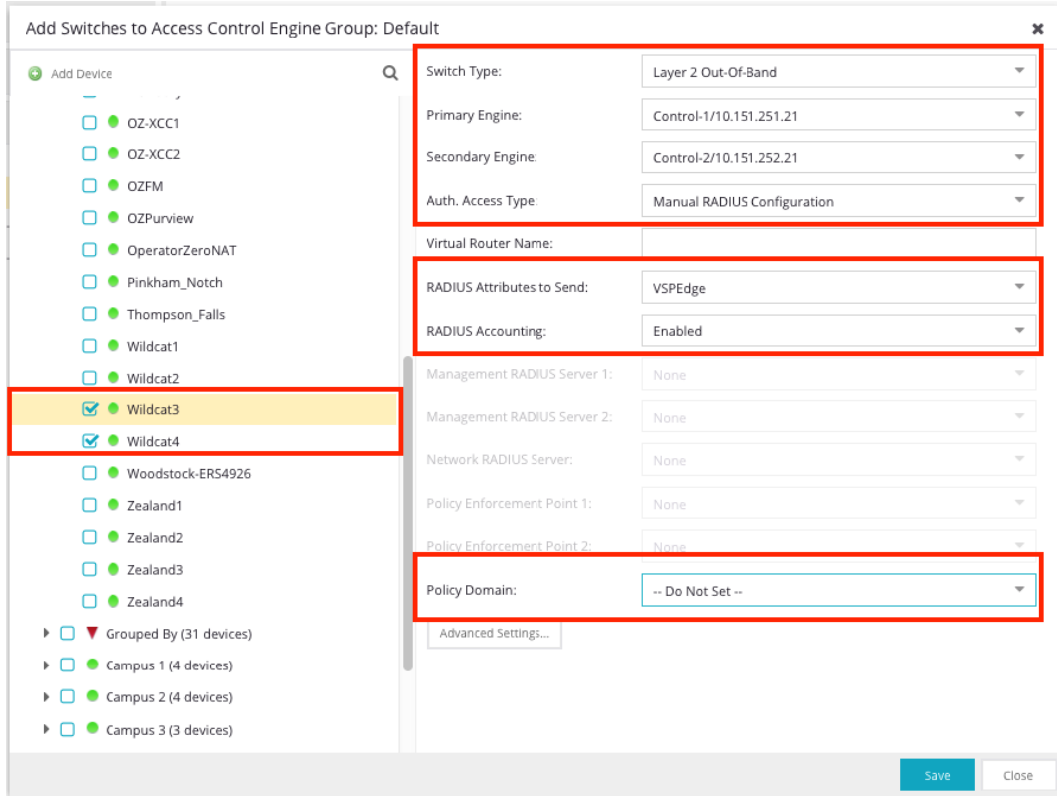 Add Switches to Access Control Engine Group: Default
Add Device
OZ-XCC1
OZ-XCC2
OZFM
OZPurview
OperatorZeroNAT
Pinkham_Notch
Thompson_Falls
Wildcat1
Wildcat2
Wildcat3
Wildcat4
Woodstock-ERS4926
Zealand1
Zealand2
Zealand3
Zealand4
Grouped By (31 devices)
Campus 1 (4 devices)
Campus 2 (4 devices)
Campus 3 (3 devices)
Switch Type: Layer 2 Out-Of-Band
Primary Engine: Control-1/10.151.251.21
Secondary Engine: Control-2/10.151.252.21
Auth. Access Type: Manual RADIUS Configuration
Virtual Router Name:
RADIUS Attributes to Send: VSPEdge
RADIUS Accounting: Enabled
Management RADIUS Server 1: None
Management RADIUS Server 2: None
Network RADIUS Server: None
Policy Enforcement Point 1: None
Policy Enforcement Point 2: None
Policy Domain: -- Do Not Set --
Advanced Settings...
Save Close